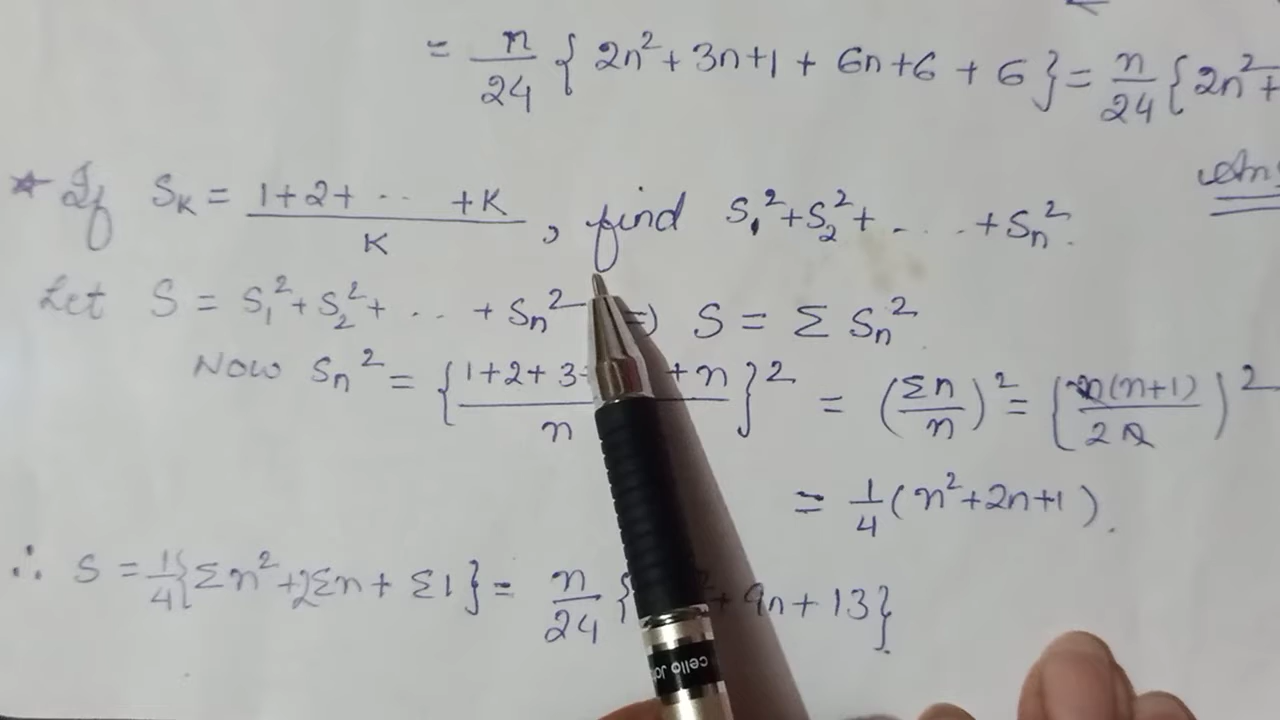 = n/24 { 2n² + 3n+1 + 6n+6 + 6 } = n/24 { 2n² +
Ans
* If S_K = (1+2+ ·· +K)/K , find S₁² + S₂² + . . . . + Sₙ².
Let S = S₁² + S₂² + . .. + Sₙ² ⇒ S = Σ Sₙ²
Now Sₙ² = { (1+2+3 +n)/n }² = (Σn/n)² = (n(n+1)/2n)²
= 1/4 (n²+2n+1).
∴ S = 1/4 { Σn² + 2Σn + Σ1 } = n/24 { ² + 9n + 13 }
cello